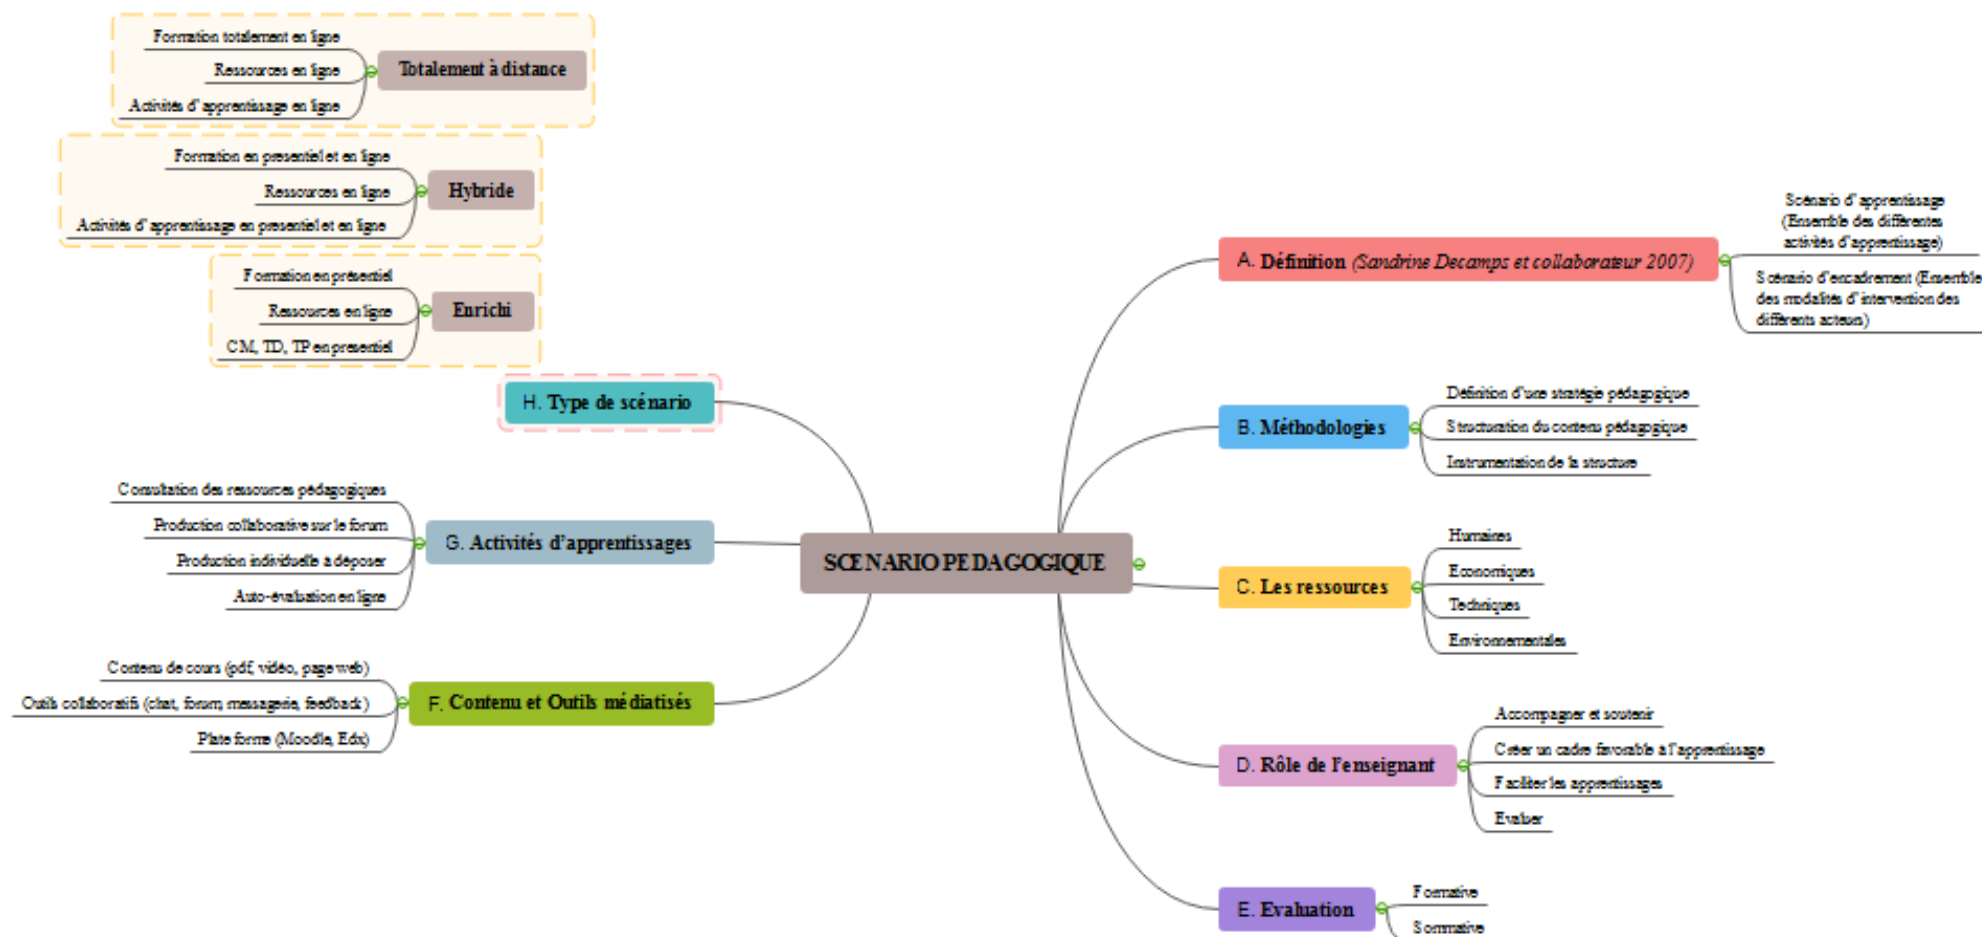 Formation totalement en ligne
Ressources en ligne
Activités d'apprentissage en ligne
Totalement à distance
Formation en presentiel et en ligne
Ressources en ligne
Activités d'apprentissage en presentiel et en ligne
Hybride
Formation en présentiel
Ressources en ligne
CM, TD, TP en presentiel
Enrichi
H. Type de scénario
Consultation des ressources pédagogiques
Production collaborative sur le forum
Production individuelle à déposer
Auto-évaluation en ligne
G. Activités d'apprentissages
Contenu de cours (pdf, vidéo, page web)
Outils collaboratifs (chat, forum, messagerie, feedback)
Plate forme (Moodle, Edx)
F. Contenu et Outils médiatisés
SCENARIO PEDAGOGIQUE
A. Définition (Sandrine Decamps et collaborateur 2007)
Scénario d'apprentissage
(Ensemble des différentes
activités d'apprentissage)
Scénario d'encadrement (Ensemble
des modalités d'intervention des
différents acteurs)
B. Méthodologies
Définition d'une stratégie pédagogique
Structuration du contenu pédagogique
Instrumentation de la structure
C. Les ressources
Humaines
Economiques
Techniques
Environnementales
D. Rôle de l'enseignant
Accompagner et soutenir
Créer un cadre favorable à l'apprentissage
Faciliter les apprentissages
Evaluer
E. Evaluation
Formative
Sommative